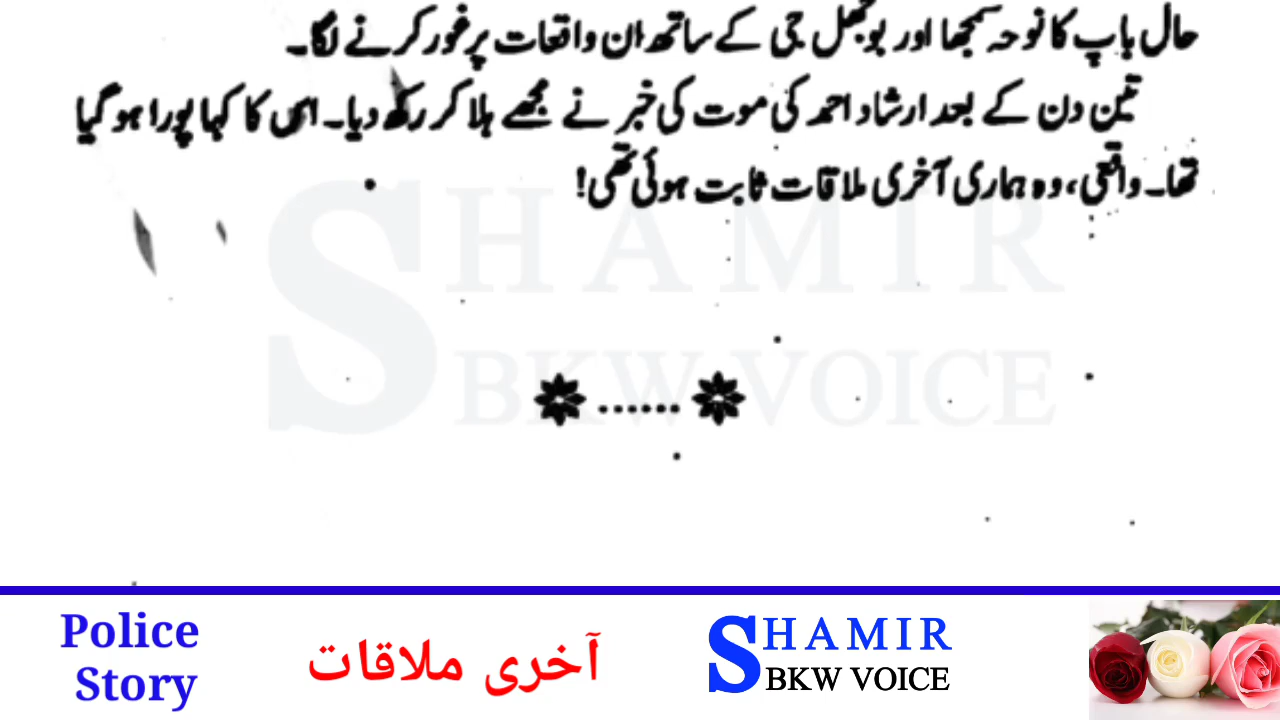 حال باپ کا نوحہ سمجھا اور بوجھل جی کے ساتھ ان واقعات پر غور کرنے لگا۔
تین دن کے بعد ارشاد احمد کی موت کی خبر نے مجھے ہلا کر رکھ دیا۔ اس کا کہا پورا ہو گیا
تھا۔ واقعی، وہ ہماری آخری ملاقات ثابت ہوئی تھی!
SHAMIR
BKW VOICE
......
Police
Story
آخری ملاقات
SHAMIR
BKW VOICE